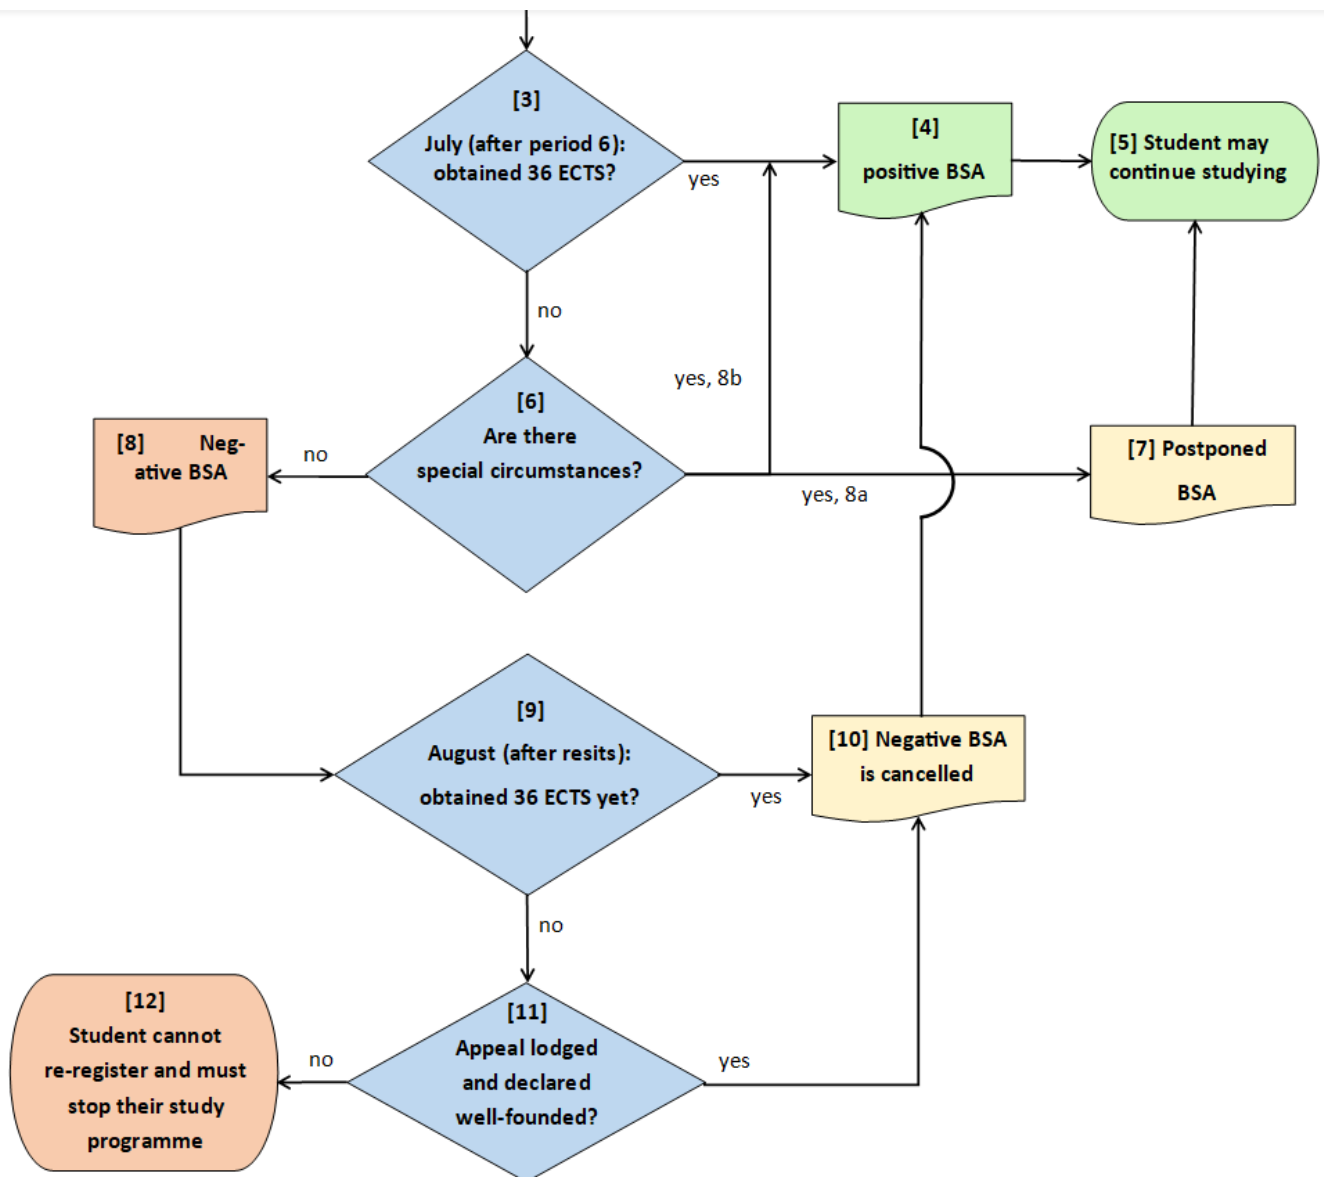 [3]
July (after period 6):
obtained 36 ECTS?
yes
[4]
positive BSA
[5] Student may
continue studying
no
yes, 8b
[6]
Are there
special circumstances?
no
[8] Neg-
ative BSA
yes, 8a
[7] Postponed
BSA
[9]
August (after resits):
obtained 36 ECTS yet?
yes
[10] Negative BSA
is cancelled
no
[11]
Appeal lodged
and declared
well-founded?
yes
no
[12]
Student cannot
re-register and must
stop their study
programme